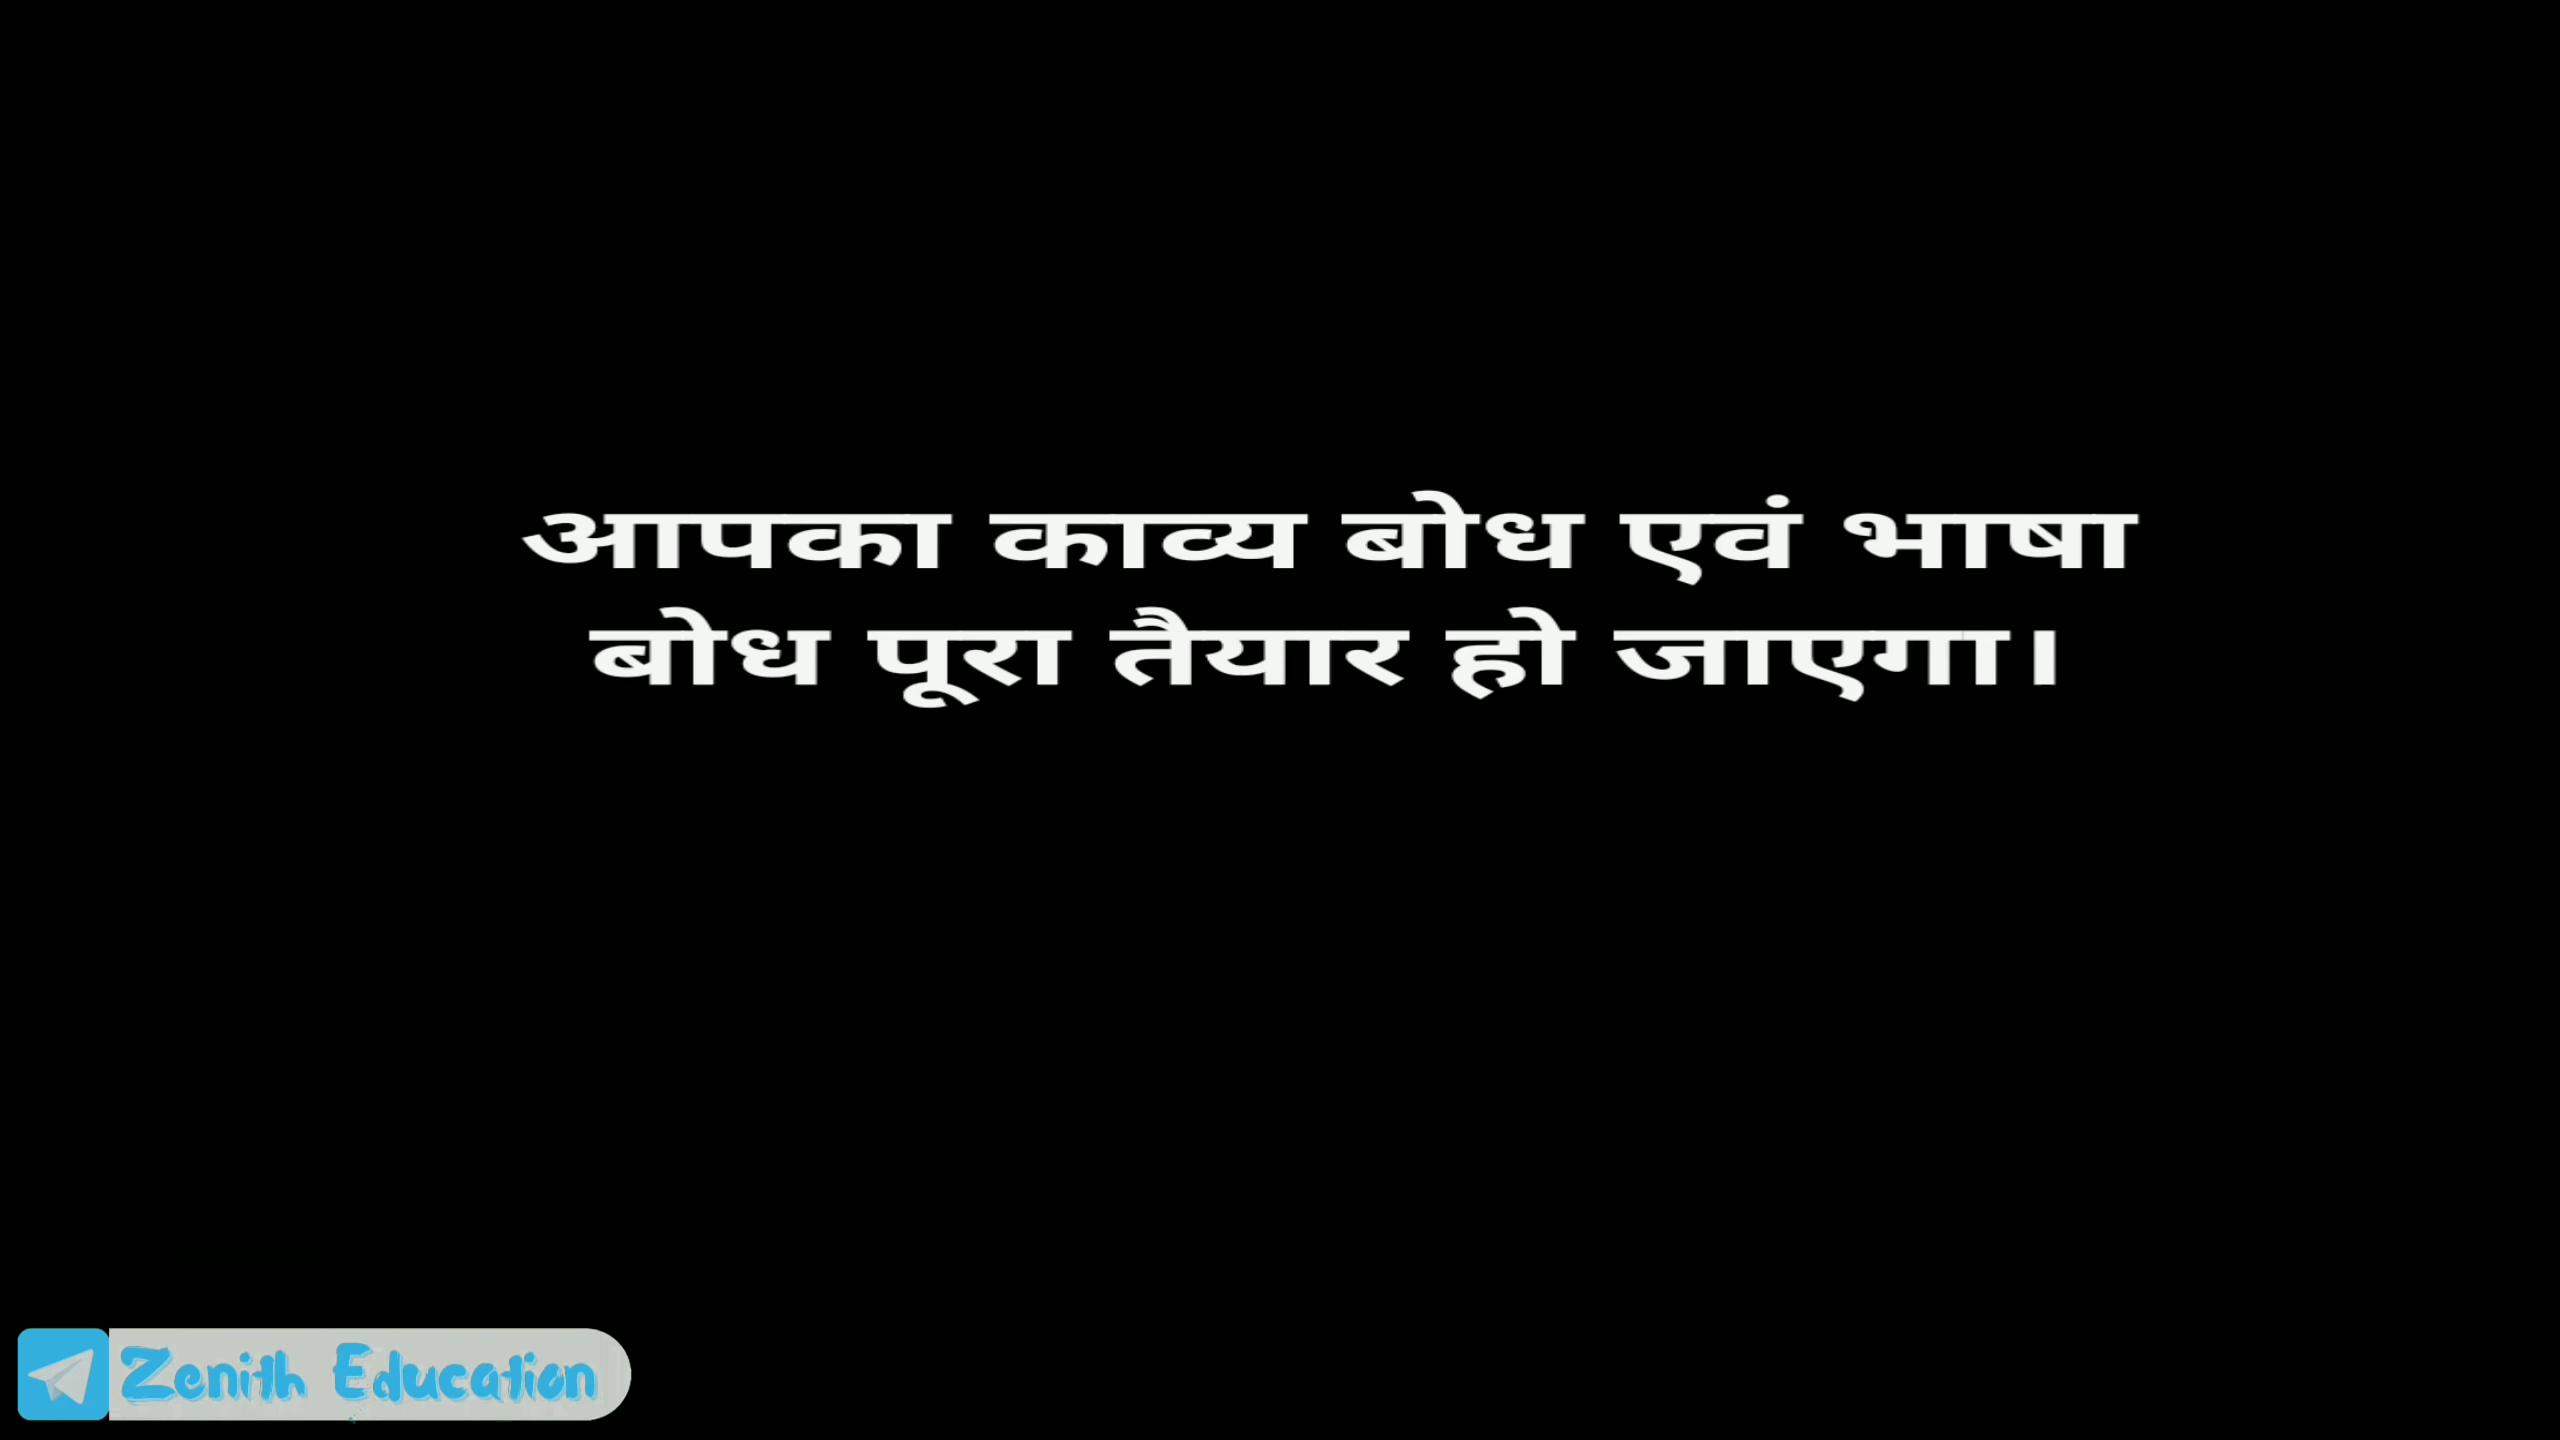 आपका काव्य बोध एवं भाषा
बोध पूरा तैयार हो जाएगा।
Zenith Education